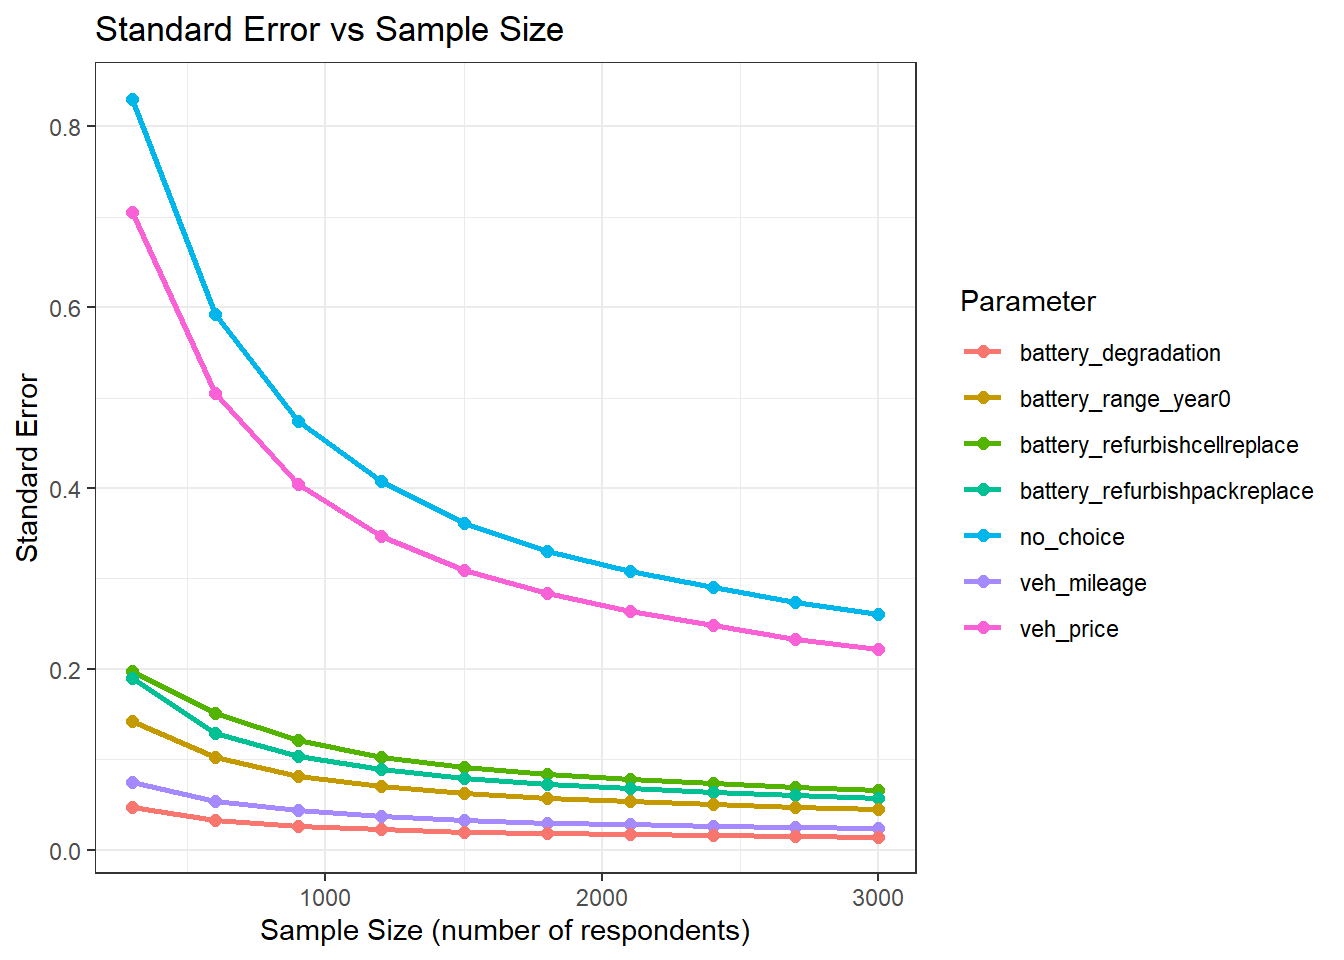 Standard Error vs Sample Size
Standard Error
0.8
0.6
0.4
0.2
0.0
1000 2000 3000
Sample Size (number of respondents)
Parameter
battery_degradation
battery_range_year0
battery_refurbishcellreplace
battery_refurbishpackreplace
no_choice
veh_mileage
veh_price